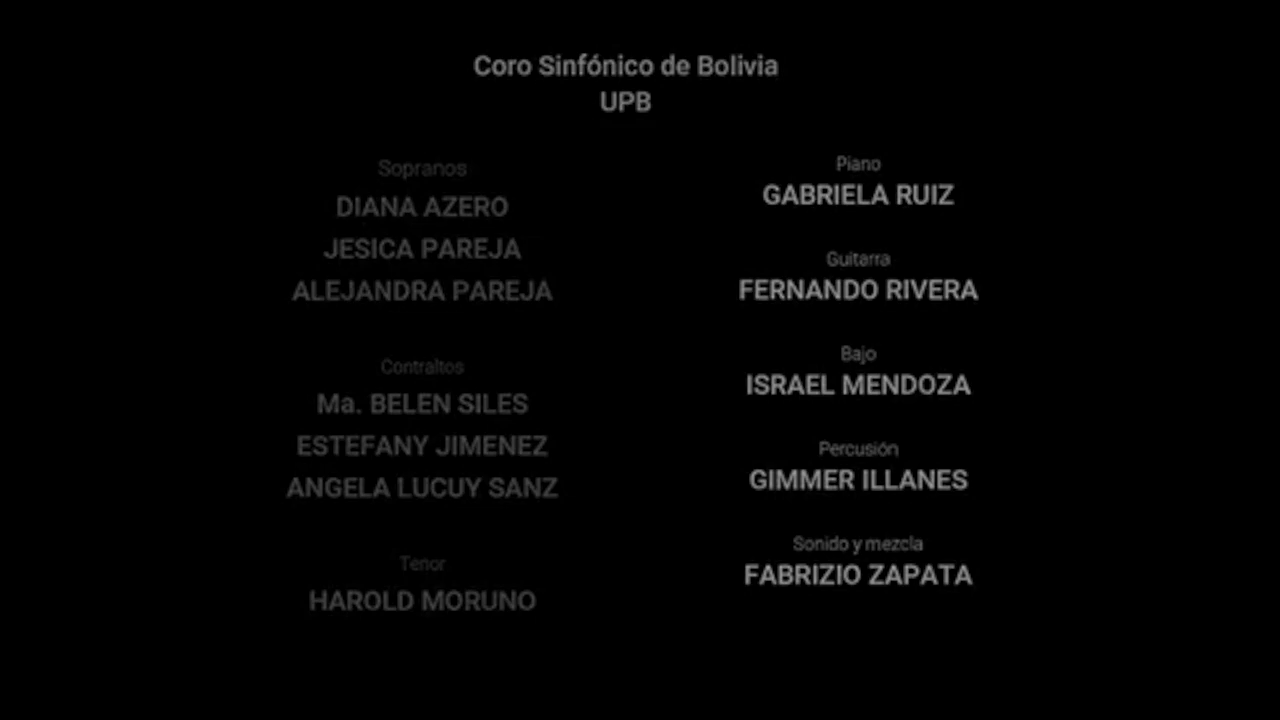 Coro Sinfónico de Bolivia
UPB
Sopranos
DIANA AZERO
JESICA PAREJA
ALEJANDRA PAREJA
Contraltos
Ma. BELEN SILES
ESTEFANY JIMENEZ
ANGELA LUCUY SANZ
Tenor
HAROLD MORUNO
Piano
GABRIELA RUIZ
Guitarra
FERNANDO RIVERA
Bajo
ISRAEL MENDOZA
Percusión
GIMMER ILLANES
Sonido y mezcla
FABRIZIO ZAPATA